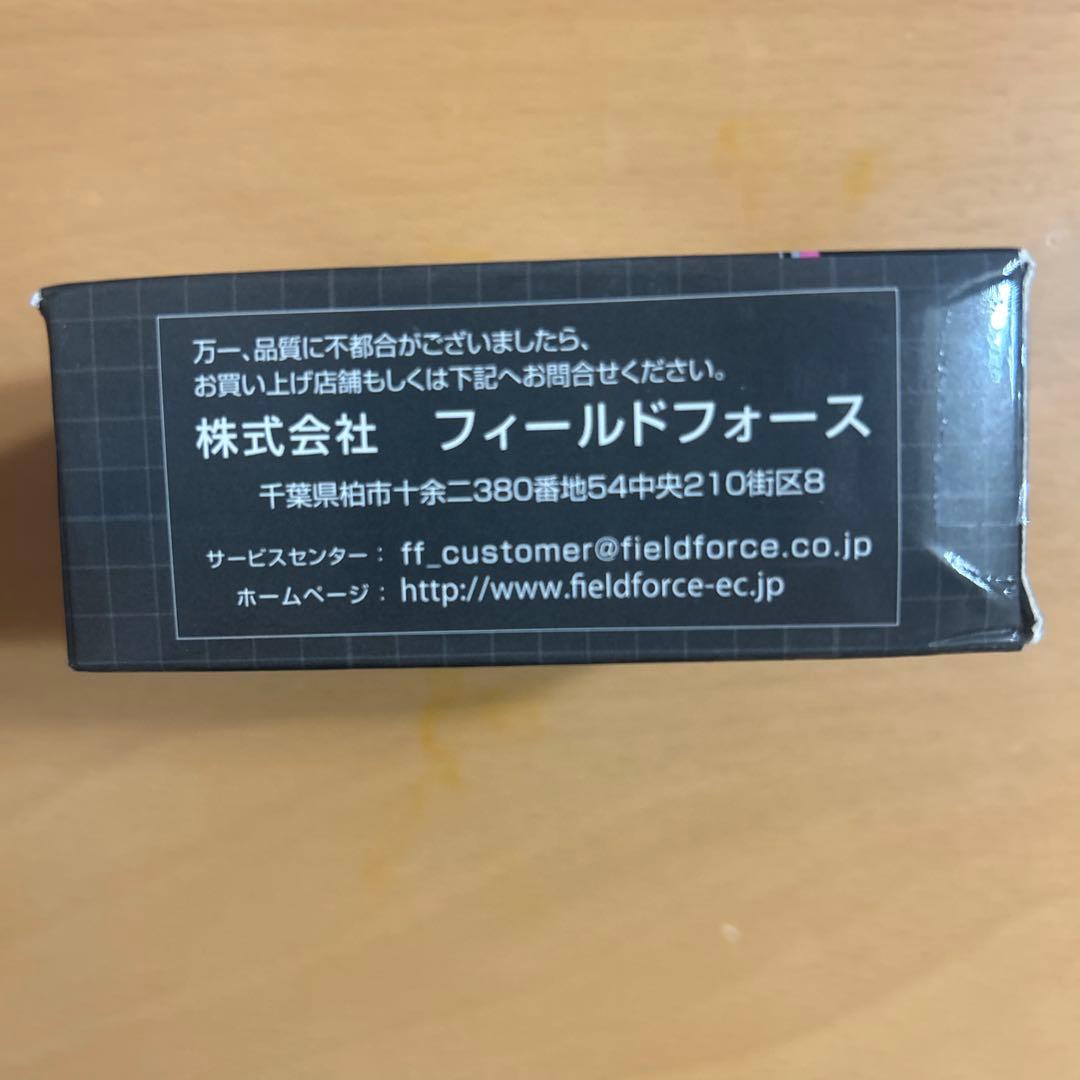 万一、品質に不都合がございましたら、
お買い上げ店舗もしくは下記へお問合せください。
株式会社　フィールドフォース
千葉県柏市十余二380番地54中央210街区8
サービスセンター： ff_customer@fieldforce.co.jp
ホームページ： http://www.fieldforce-ec.jp